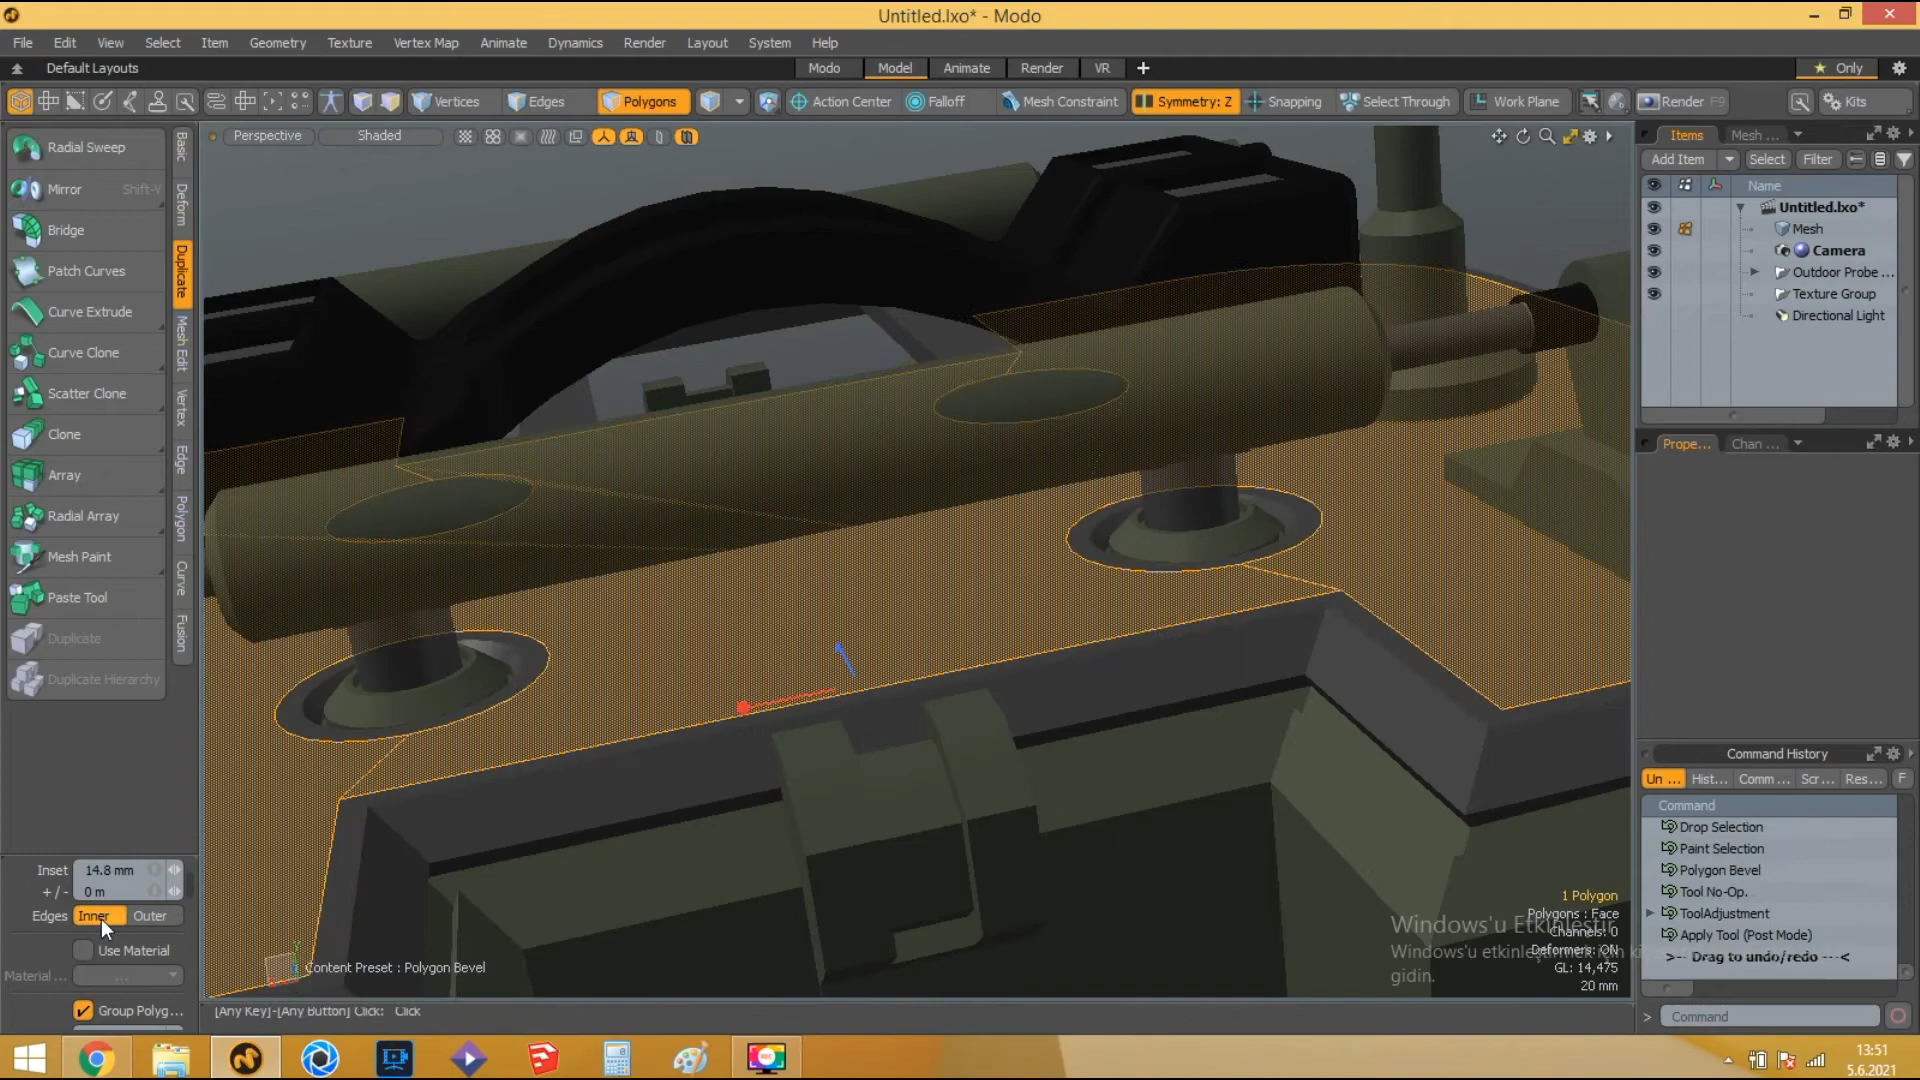 Untitled.lxo* - Modo
File Edit View Select Item Geometry Texture Vertex Map Animate Dynamics Render Layout System Help
Default Layouts Modo Model Animate Render VR + Only
Vertices Edges Polygons Action Center Falloff Mesh Constraint Symmetry: Z Snapping Select Through Work Plane Render F9 Kits
Perspective Shaded
Radial Sweep
Mirror Shift-V
Bridge
Patch Curves
Curve Extrude
Curve Clone
Scatter Clone
Clone
Array
Radial Array
Mesh Paint
Paste Tool
Duplicate
Duplicate Hierarchy
Basic
Deform
Duplicate
Mesh Edit
Vertex
Edge
Polygon
Curve
Fusion
Inset 14.8 mm
+ / - 0 m
Edges Inner Outer
Use Material
Material ... ...
Group Polyg...
Content Preset : Polygon Bevel
[Any Key]-[Any Button] Click: Click
1 Polygon
Polygons : Face
Channels: 0
Deformers: ON
GL: 14,475
20 mm
Windows'u Etkinleştir
Windows'u etkinleştirmek için
gidin.
Items Mesh ...
Add Item Select Filter
Name
Untitled.lxo*
Mesh
Camera
Outdoor Probe ...
Texture Group
Directional Light
Prope... Chan ...
Command History
Un ... Hist... Comm ... Scr ... Res... F
Command
Drop Selection
Paint Selection
Polygon Bevel
Tool No-Op.
ToolAdjustment
Apply Tool (Post Mode)
>-- Drag to undo/redo ---<
> Command
REC
13:51
5.6.2021